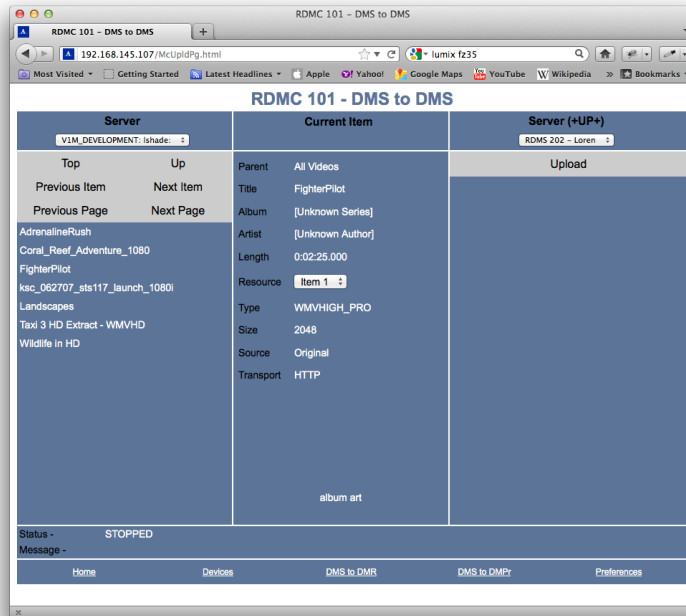 RDMC 101 – DMS to DMS
RDMC 101 – DMS to DMS
192.168.145.107/McUpldPg.html
lumix fz35
Most Visited
Getting Started
Latest Headlines
Apple
Yahoo!
Google Maps
YouTube
Wikipedia
»
Bookmarks
RDMC 101 - DMS to DMS
Server
Current Item
Server (+UP+)
V1M_DEVELOPMENT: lshade:
RDMS 202 – Loren
Top
Up
Previous Item
Next Item
Previous Page
Next Page
AdrenalineRush
Coral_Reef_Adventure_1080
FighterPilot
ksc_062707_sts117_launch_1080i
Landscapes
Taxi 3 HD Extract - WMVHD
Wildlife in HD
Parent All Videos
Title FighterPilot
Album [Unknown Series]
Artist [Unknown Author]
Length 0:02:25.000
Resource Item 1
Type WMVHIGH_PRO
Size 2048
Source Original
Transport HTTP
album art
Upload
Status - STOPPED
Message -
Home
Devices
DMS to DMR
DMS to DMPr
Preferences